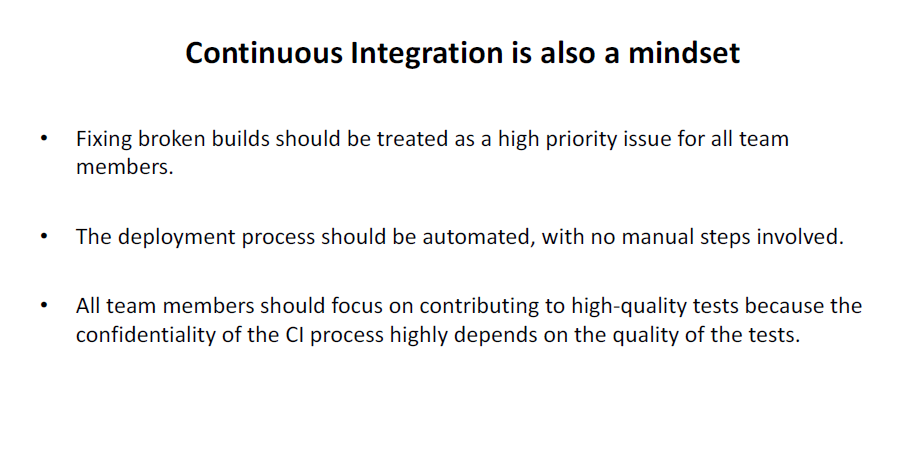 Continuous Integration is also a mindset
• Fixing broken builds should be treated as a high priority issue for all team
members.
• The deployment process should be automated, with no manual steps involved.
• All team members should focus on contributing to high-quality tests because the
confidentiality of the CI process highly depends on the quality of the tests.